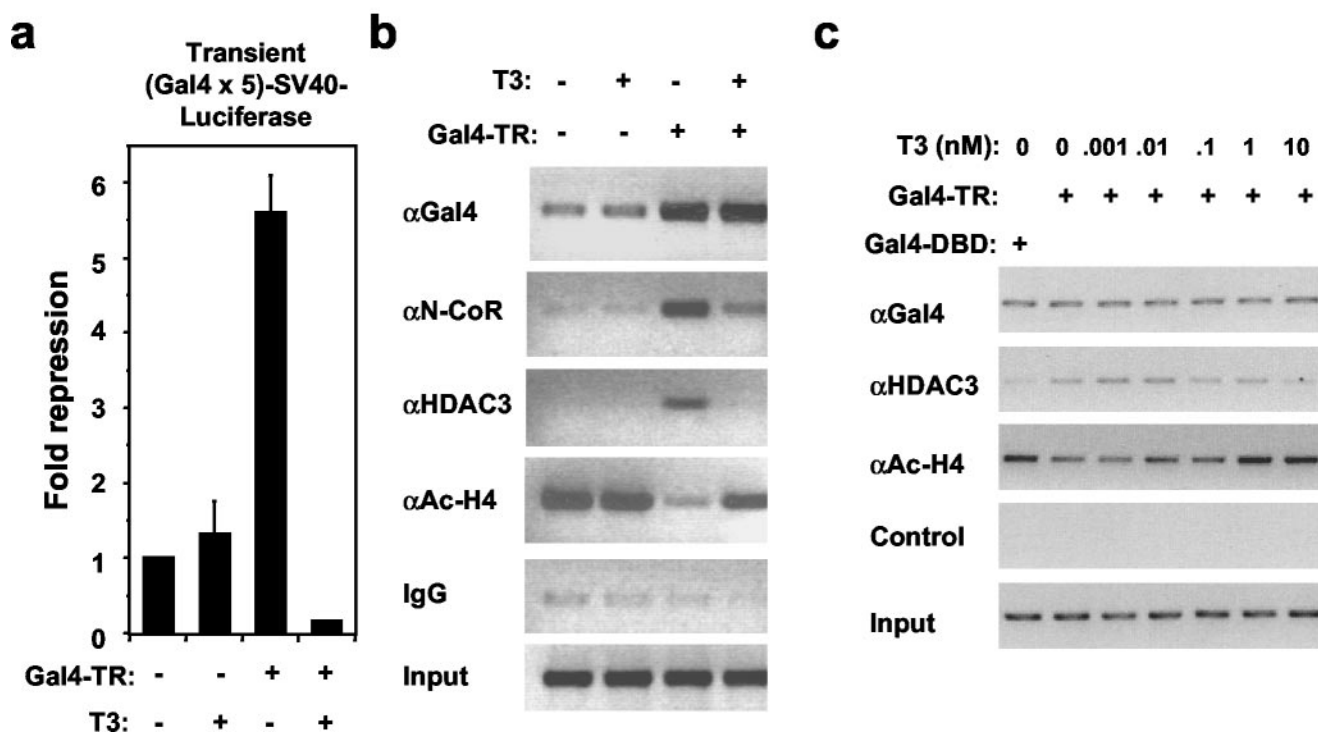 a
Transient
(Gal4 x 5)-SV40-
Luciferase
Fold repression
6
5
4
3
2
1
0
Gal4-TR: - - + +
T3: - + - +
b
T3: - + - +
Gal4-TR: - - + +
αGal4
αN-CoR
αHDAC3
αAc-H4
IgG
Input
c
T3 (nM): 0 0 .001 .01 .1 1 10
Gal4-TR: + + + + + +
Gal4-DBD: +
αGal4
αHDAC3
αAc-H4
Control
Input